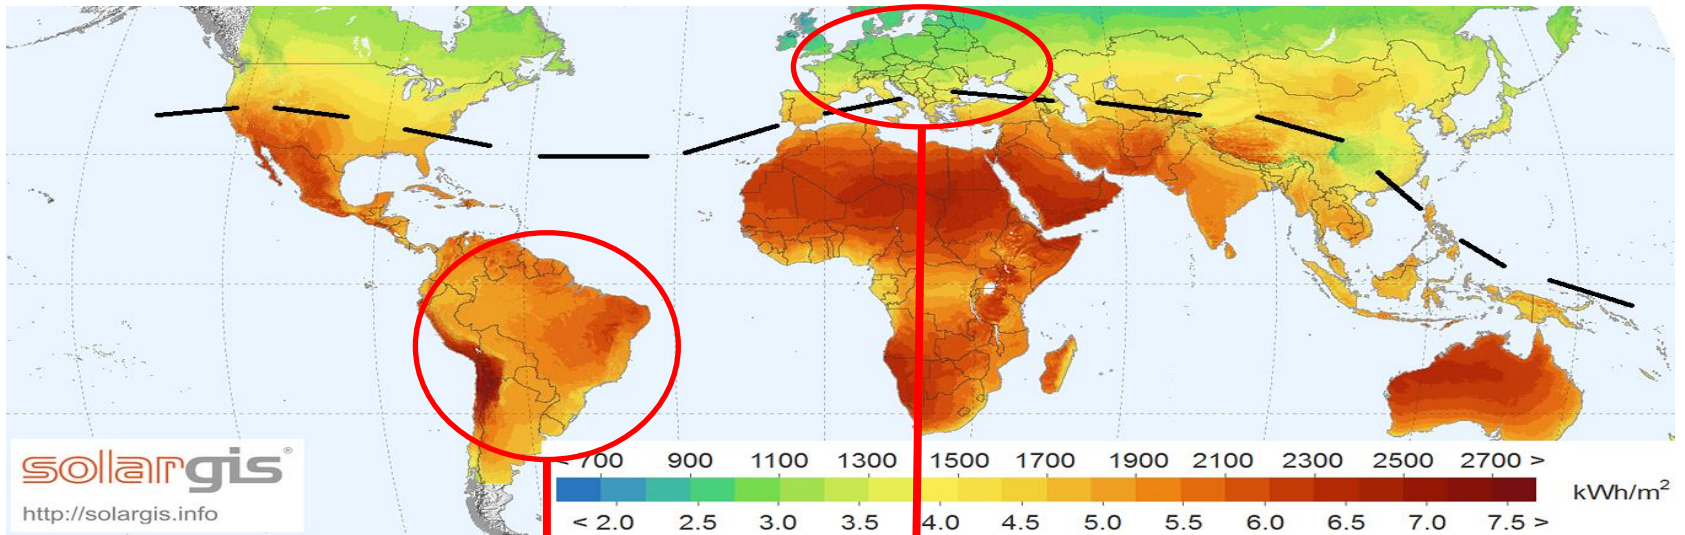 solargis®
http://solargis.info
< 700 900 1100 1300 1500 1700 1900 2100 2300 2500 2700 >
kWh/m²
< 2.0 2.5 3.0 3.5 4.0 4.5 5.0 5.5 6.0 6.5 7.0 7.5 >